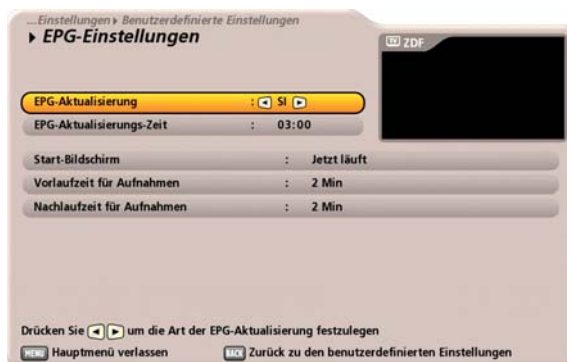 ...Einstellungen▸ Benutzerdefinierte Einstellungen
▸ EPG-Einstellungen
TV ZDF
EPG-Aktualisierung : ◀ SI ▶
EPG-Aktualisierungs-Zeit : 03:00
Start-Bildschirm : Jetzt läuft
Vorlaufzeit für Aufnahmen : 2 Min
Nachlaufzeit für Aufnahmen : 2 Min
Drücken Sie ◀ ▶ um die Art der EPG-Aktualisierung festzulegen
MENU Hauptmenü verlassen BACK Zurück zu den benutzerdefinierten Einstellungen